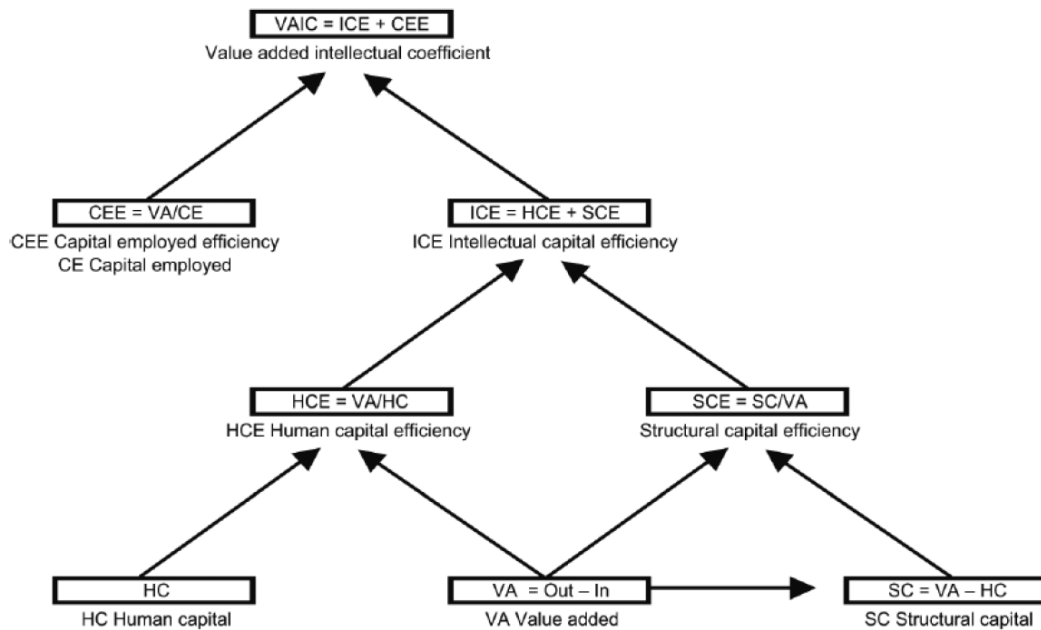 VAIC = ICE + CEE
Value added intellectual coefficient
CEE = VA/CE
CEE Capital employed efficiency
CE Capital employed
ICE = HCE + SCE
ICE Intellectual capital efficiency
HCE = VA/HC
HCE Human capital efficiency
SCE = SC/VA
Structural capital efficiency
HC
HC Human capital
VA = Out – In
VA Value added
SC = VA – HC
SC Structural capital